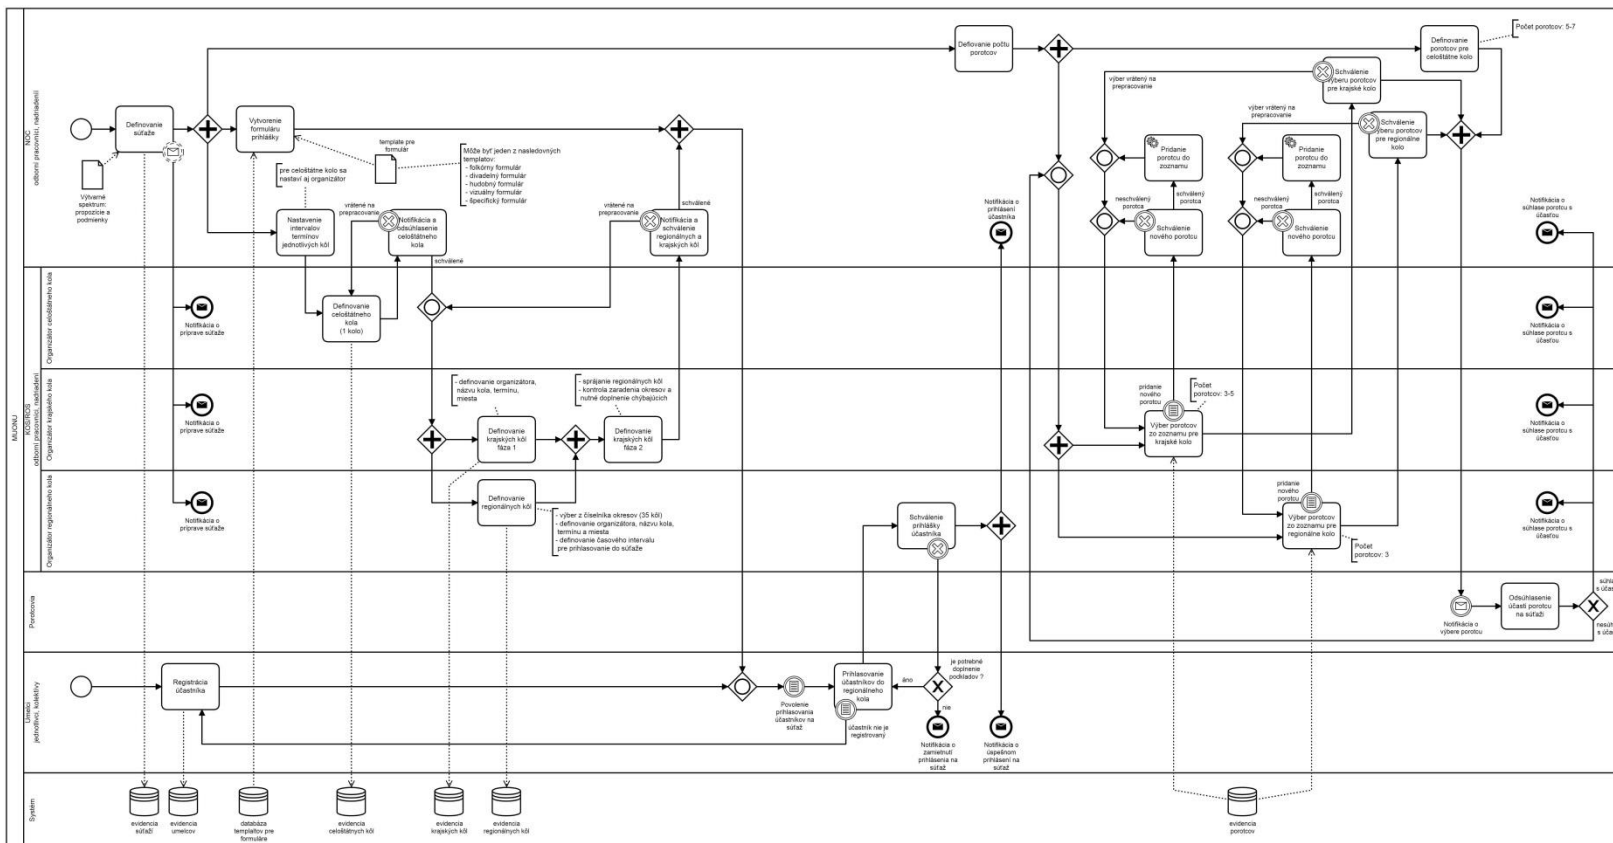 MUONU
NOC
odborní pracovníci, nadriadení
KOS/ROS
odborní pracovníci, nadriadení
Organizátor celoštátneho kola
Organizátor krajského kola
Organizátor regionálneho kola
Porotcovia
Umelci
jednotlivci, kolektívy
Systém
Definovanie
súťaže
Výtvarné
spektrum:
propozície a
podmienky
Vytvorenie
formuláru
prihlášky
template pre
formulár
Môže byť jeden z nasledovných
templatov:
- folkórny formulár
- divadelný formulár
- hudobný formulár
- vizuálny formulár
- špecifický formulár
pre celoštátne kolo sa
nastaví aj organizátor
Nastavenie
intervalov
termínov
jednotlivých kôl
vrátené na
prepracovanie
Notifikácia a
odsúhlasenie
celoštátneho
kola
schválené
vrátené na
prepracovanie
schválené
Notifikácia a
schválenie
regionálnych a
krajských kôl
Definovanie
celoštátneho
kola
(1 kolo)
Notifikácia o
príprave súťaže
Notifikácia o
príprave súťaže
Notifikácia o
príprave súťaže
- definovanie organizátora,
názvu kola, termínu,
miesta
- správanie regionálnych kôl
- kontrola zaradenia okresov a
nutné doplnenie chýbajúcich
Definovanie
krajských kôl
fáza 1
Definovanie
krajských kôl
fáza 2
Definovanie
regionálnych kôl
- výber z číselníka okresov (35 kôl)
- definovanie organizátora, názvu kola,
termínu a miesta
- definovanie časového intervalu
pre prihlasovanie do súťaže
Defiovanie počtu
porotcov
Definovanie
porotcov pre
celoštátne kolo
Počet porotcov: 5-7
výber vrátený na
prepracovanie
Schválenie
výberu porotcov
pre krajské kolo
výber vrátený na
prepracovanie
Schválenie
výberu porotcov
pre regionálne
kolo
Pridanie
porotcu do
zoznamu
Pridanie
porotcu do
zoznamu
neschválený
porotca
schválený
porotca
neschválený
porotca
schválený
porotca
Schválenie
nového porotcu
Schválenie
nového porotcu
Notifikácia o
prihlásení
účastníka
Notifikácia o
súhlase porotcu s
účasťou
Notifikácia o
súhlase porotcu s
účasťou
Notifikácia o
súhlase porotcu s
účasťou
Notifikácia o
súhlase porotcu s
účasťou
pridanie
nového
porotcu
Počet
porotcov: 3-5
Výber porotcov
zo zoznamu pre
krajské kolo
pridanie
nového
porotcu
Výber porotcov
zo zoznamu pre
regionálne kolo
Počet
porotcov: 3
Schválenie
prihlášky
účastníka
Notifikácia o
výbere porotcu
Odsúhlasenie
účasti porotcu
na súťaži
súhla
s účas
nesúh
s účas
Registrácia
účastníka
Povolenie
prihlasovania
účastníkov na
súťaž
Prihlasovanie
účastníkov do
regionálneho
kola
účastník nie je
registrovaný
je potrebné
doplnenie
podkladov ?
áno
nie
Notifikácia o
zamietnutí
prihlásenia na
súťaž
Notifikácia o
úspešnom
prihlásení na
súťaž
evidencia
súťaží
evidencia
umelcov
databáza
templatov pre
formuláre
evidencia
celoštátnych kôl
evidencia
krajských kôl
evidencia
regionálnych kôl
evidencia
porotcov